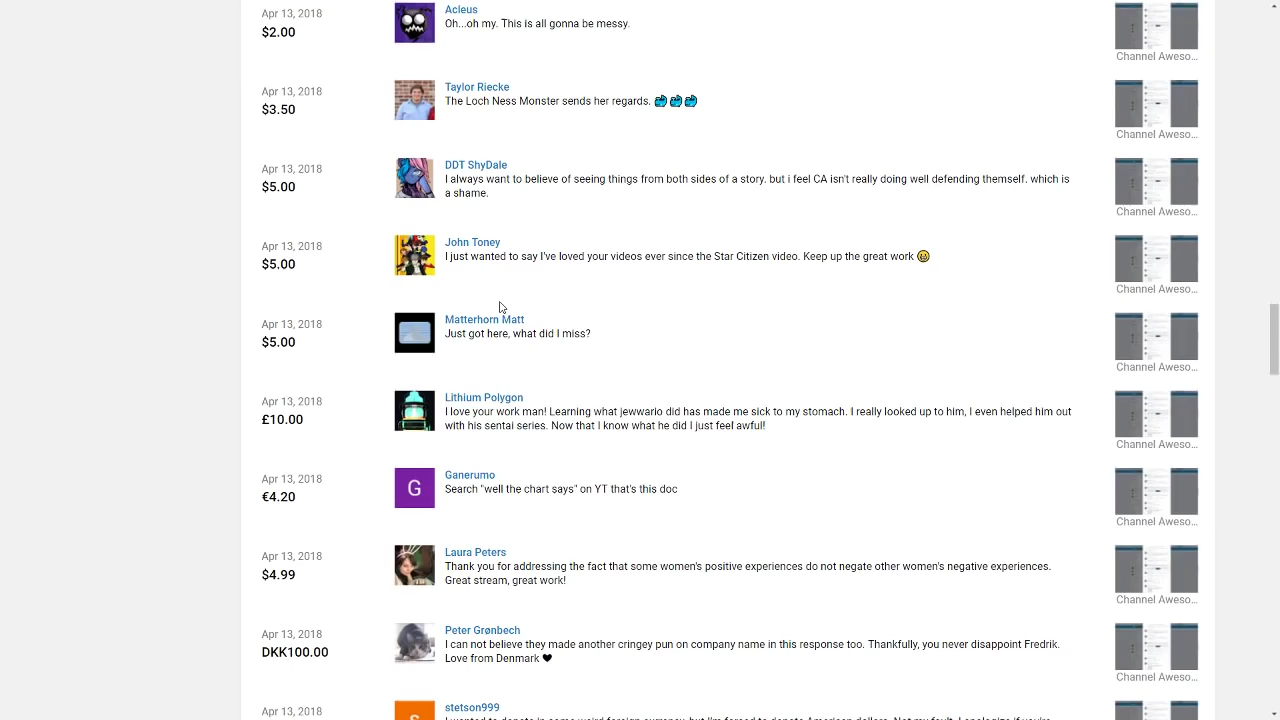 Apr 13, 2018
$2.00
Acleus
Oh oh my. This is all gonna be messy.
Channel Aweso...
Apr 13, 2018
$3.50
Taylor Riecke
The Loch Ness Monster sends her regards.
Channel Aweso...
Apr 13, 2018
$5.00
DDT ShyDale
always want to the type of seeing things from both sides of a story. but i feel CA isn't really doing well defending themself. which is
a shame.
Channel Aweso...
Apr 13, 2018
$5.00
John Toney
I just wanted to say I've loved your voice ever since the Star Citizen video. Keep up the good work
Channel Aweso...
Apr 13, 2018
$5.00
Matterhorn Matt
Just got here, what did I miss?
Channel Aweso...
Apr 13, 2018
£10.00
Lithium Polygon
Love your work man! Learning what jewwario did has made me sick to my stomach. I really looked up to him, I even helped him out
with his sentai series. Now that I know what he did I just feel awful!
Channel Aweso...
Apr 13, 2018
€4.20
Ganerumo
Search "well the chart says" on YT that's this doc
Channel Aweso...
Apr 13, 2018
$4.99
Laura Peters
Thank you for addressing the fact that some women's positive experiences do not negate other women's negative experiences.
Great stream, great work!
Channel Aweso...
Apr 13, 2018
DKK100.00
Peter Grønbech
I do not believe they made another cringey pun on company name in this response too. Thankfully, you never disappoint Fredrik.
Love from Denmark
Channel Aweso...
Apr 13, 2018
stetson999